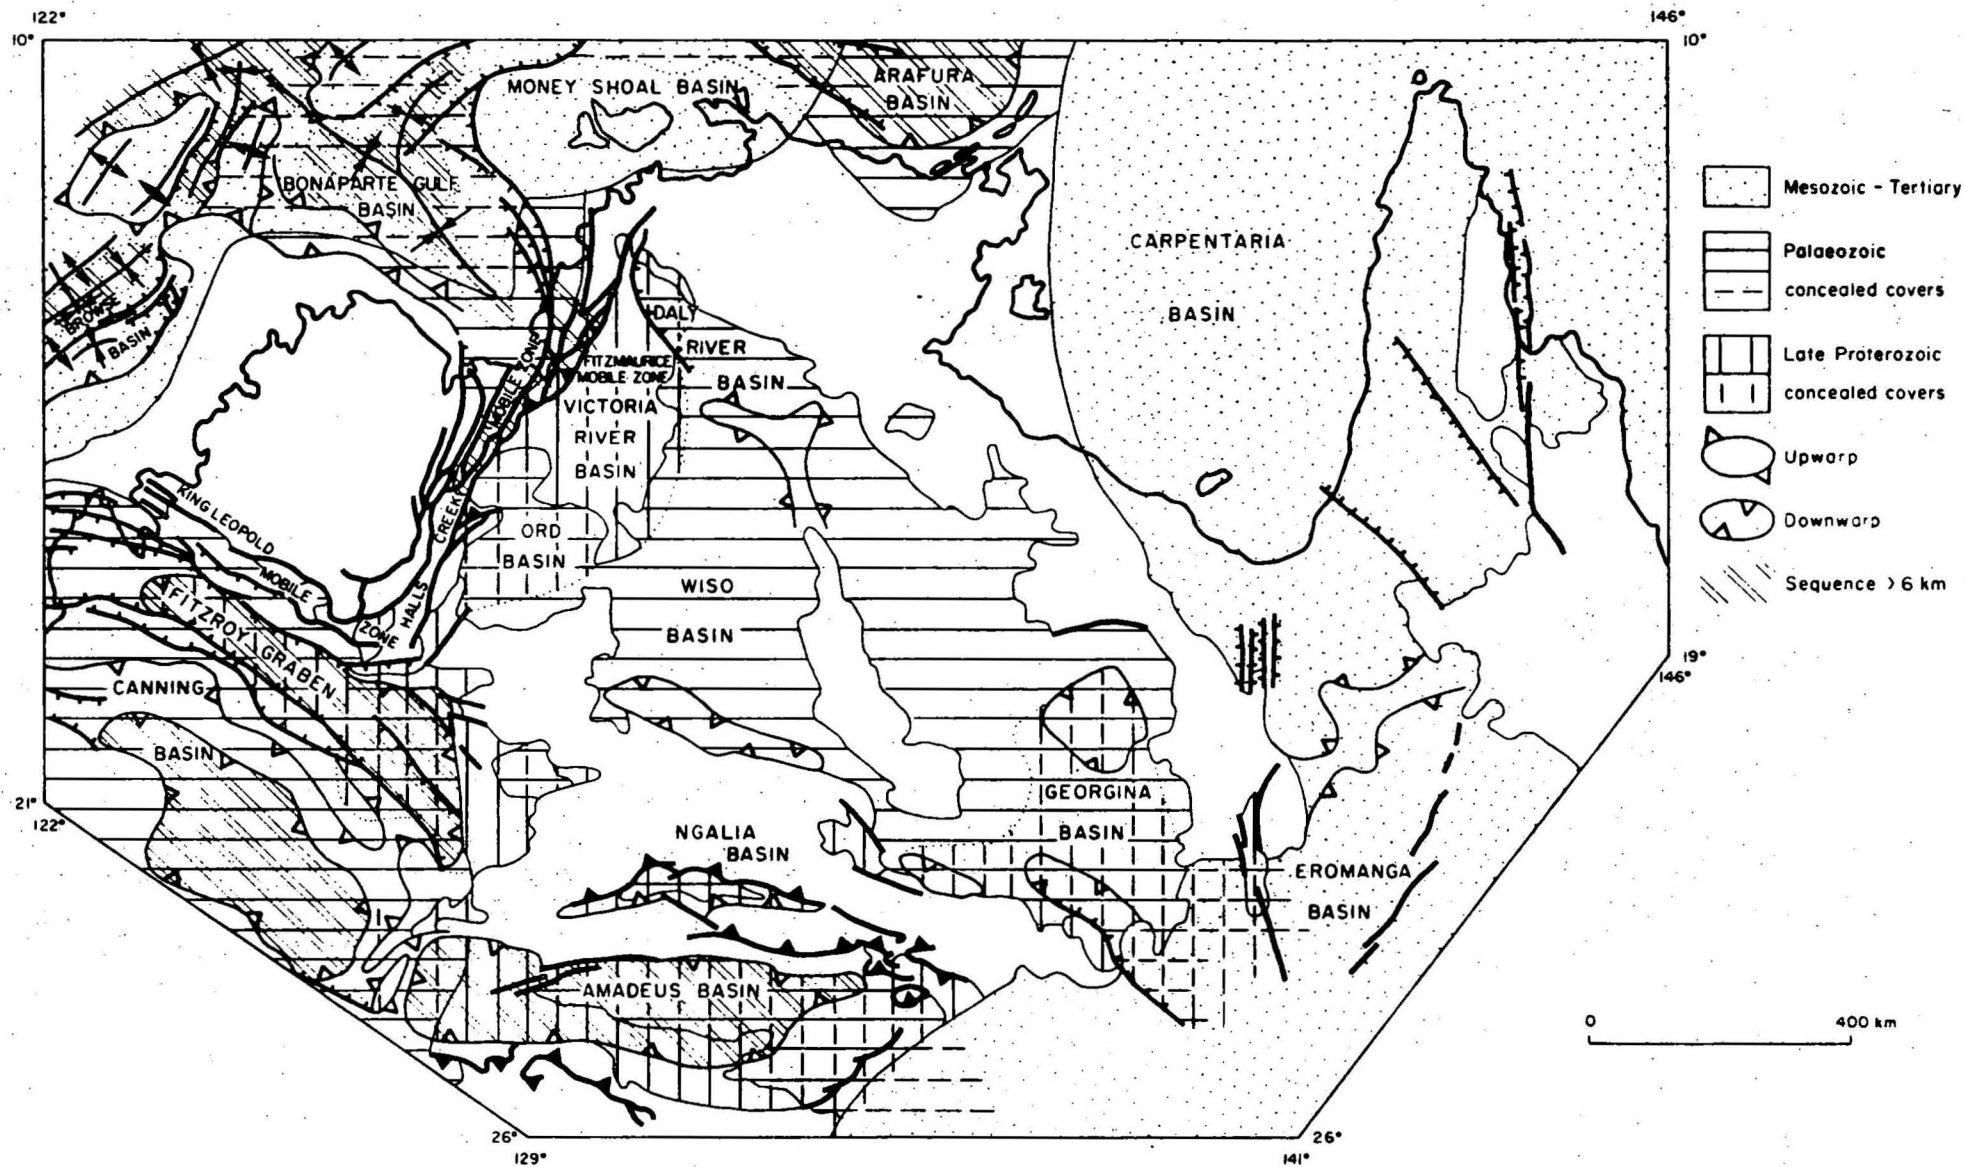 122°
146°
10°
10°
MONEY SHOAL BASIN
ARAFURA
BASIN
BONAPARTE GULF
BASIN
CARPENTARIA
BASIN
BROWSE
BASIN
DALY
RIVER
BASIN
FITZMAURICE
MOBILE ZONE
VICTORIA
RIVER
BASIN
HALLS CREEK MOBILE ZONE
ORD
BASIN
KING LEOPOLD
MOBILE
ZONE
FITZROY GRABEN
WISO
BASIN
CANNING
BASIN
GEORGINA
BASIN
NGALIA
BASIN
EROMANGA
BASIN
AMADEUS BASIN
Mesozoic - Tertiary
Palaeozoic
concealed covers
Late Proterozoic
concealed covers
Upwarp
Downwarp
Sequence > 6 km
19°
146°
21°
122°
0 400 km
26°
129°
26°
141°